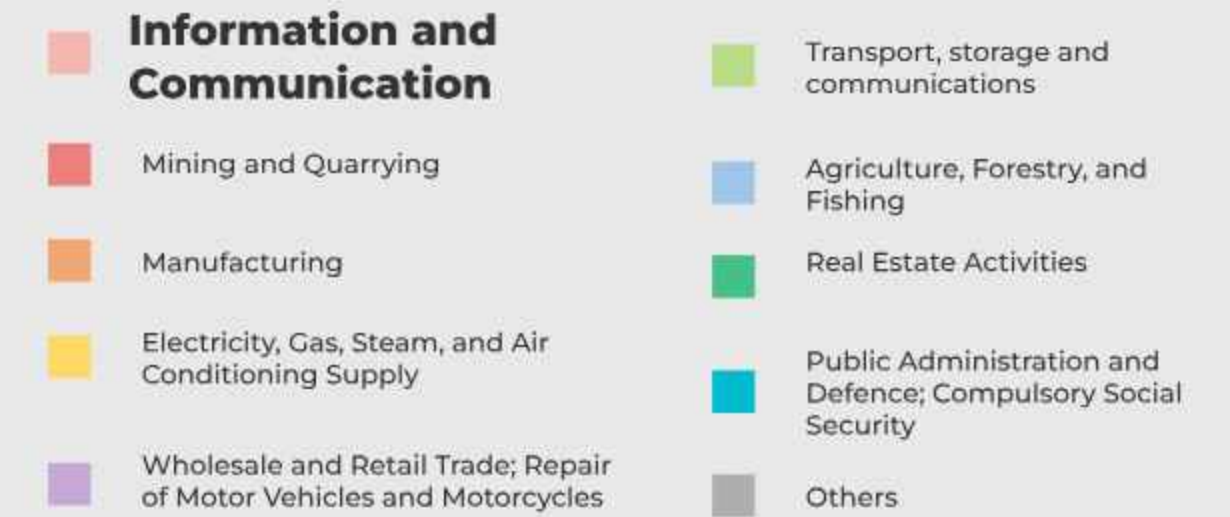 Information and
Communication
Mining and Quarrying
Manufacturing
Electricity, Gas, Steam, and Air
Conditioning Supply
Wholesale and Retail Trade; Repair
of Motor Vehicles and Motorcycles
Transport, storage and
communications
Agriculture, Forestry, and
Fishing
Real Estate Activities
Public Administration and
Defence; Compulsory Social
Security
Others